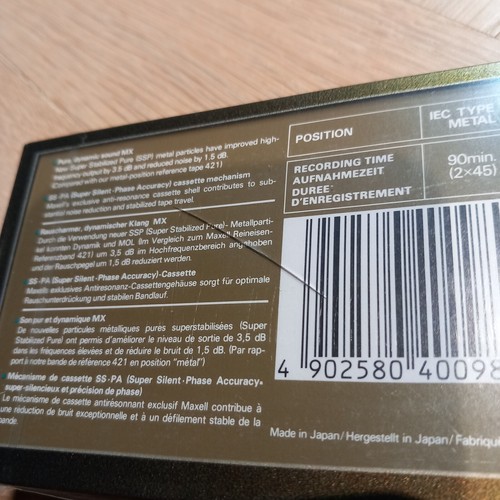 Pure, dynamic sound MX
New Super Stabilized Pure (SSP) metal particles have improved high-
frequency output by 3.5 dB and reduced noise by 1.5 dB.
(Compared with our metal-position reference tape 421)
SS-PA (Super Silent·Phase Accuracy) cassette mechanism
Maxell's exclusive anti-resonance cassette shell contributes to sub-
stantial noise reduction and stabilized tape travel.
Rauscharmer, dynamischer Klang MX
Durch die Verwendung neuer SSP (Super Stabilized Pure)- Metallparti-
kel konnten Dynamik und MOL (im Vergleich zum Maxell Reineisen-
Referenzband 421) um 3,5 dB im Hochfrequenzbereich angehoben
und der Rauschpegel um 1,5 dB reduziert werden.
SS-PA (Super Silent·Phase Accuracy)-Cassette
Maxells exklusives Antiresonanz-Cassettengehäuse sorgt für optimale
Rauschunterdrückung und stabilen Bandlauf.
Son pur et dynamique MX
De nouvelles particules métalliques pures superstabilisées (Super
Stabilized Pure) ont permis d'améliorer le niveau de sortie de 3,5 dB
dans les fréquences élevées et de réduire le bruit de 1,5 dB. (Par rap-
port à notre bande de référence 421 en position "métal")
Mécanisme de cassette SS-PA (Super Silent·Phase Accuracy,
super-silencieux et précision de phase)
Le mécanisme de cassette antirésonnant exclusif Maxell contribue à
une réduction de bruit exceptionnelle et à un défilement stable de la
bande.
POSITION
IEC TYPE
METAL
RECORDING TIME
AUFNAHMEZEIT
DUREE
D'ENREGISTREMENT
90min.
(2×45)
4 902580 40098
Made in Japan/Hergestellt in Japan/Fabriqu